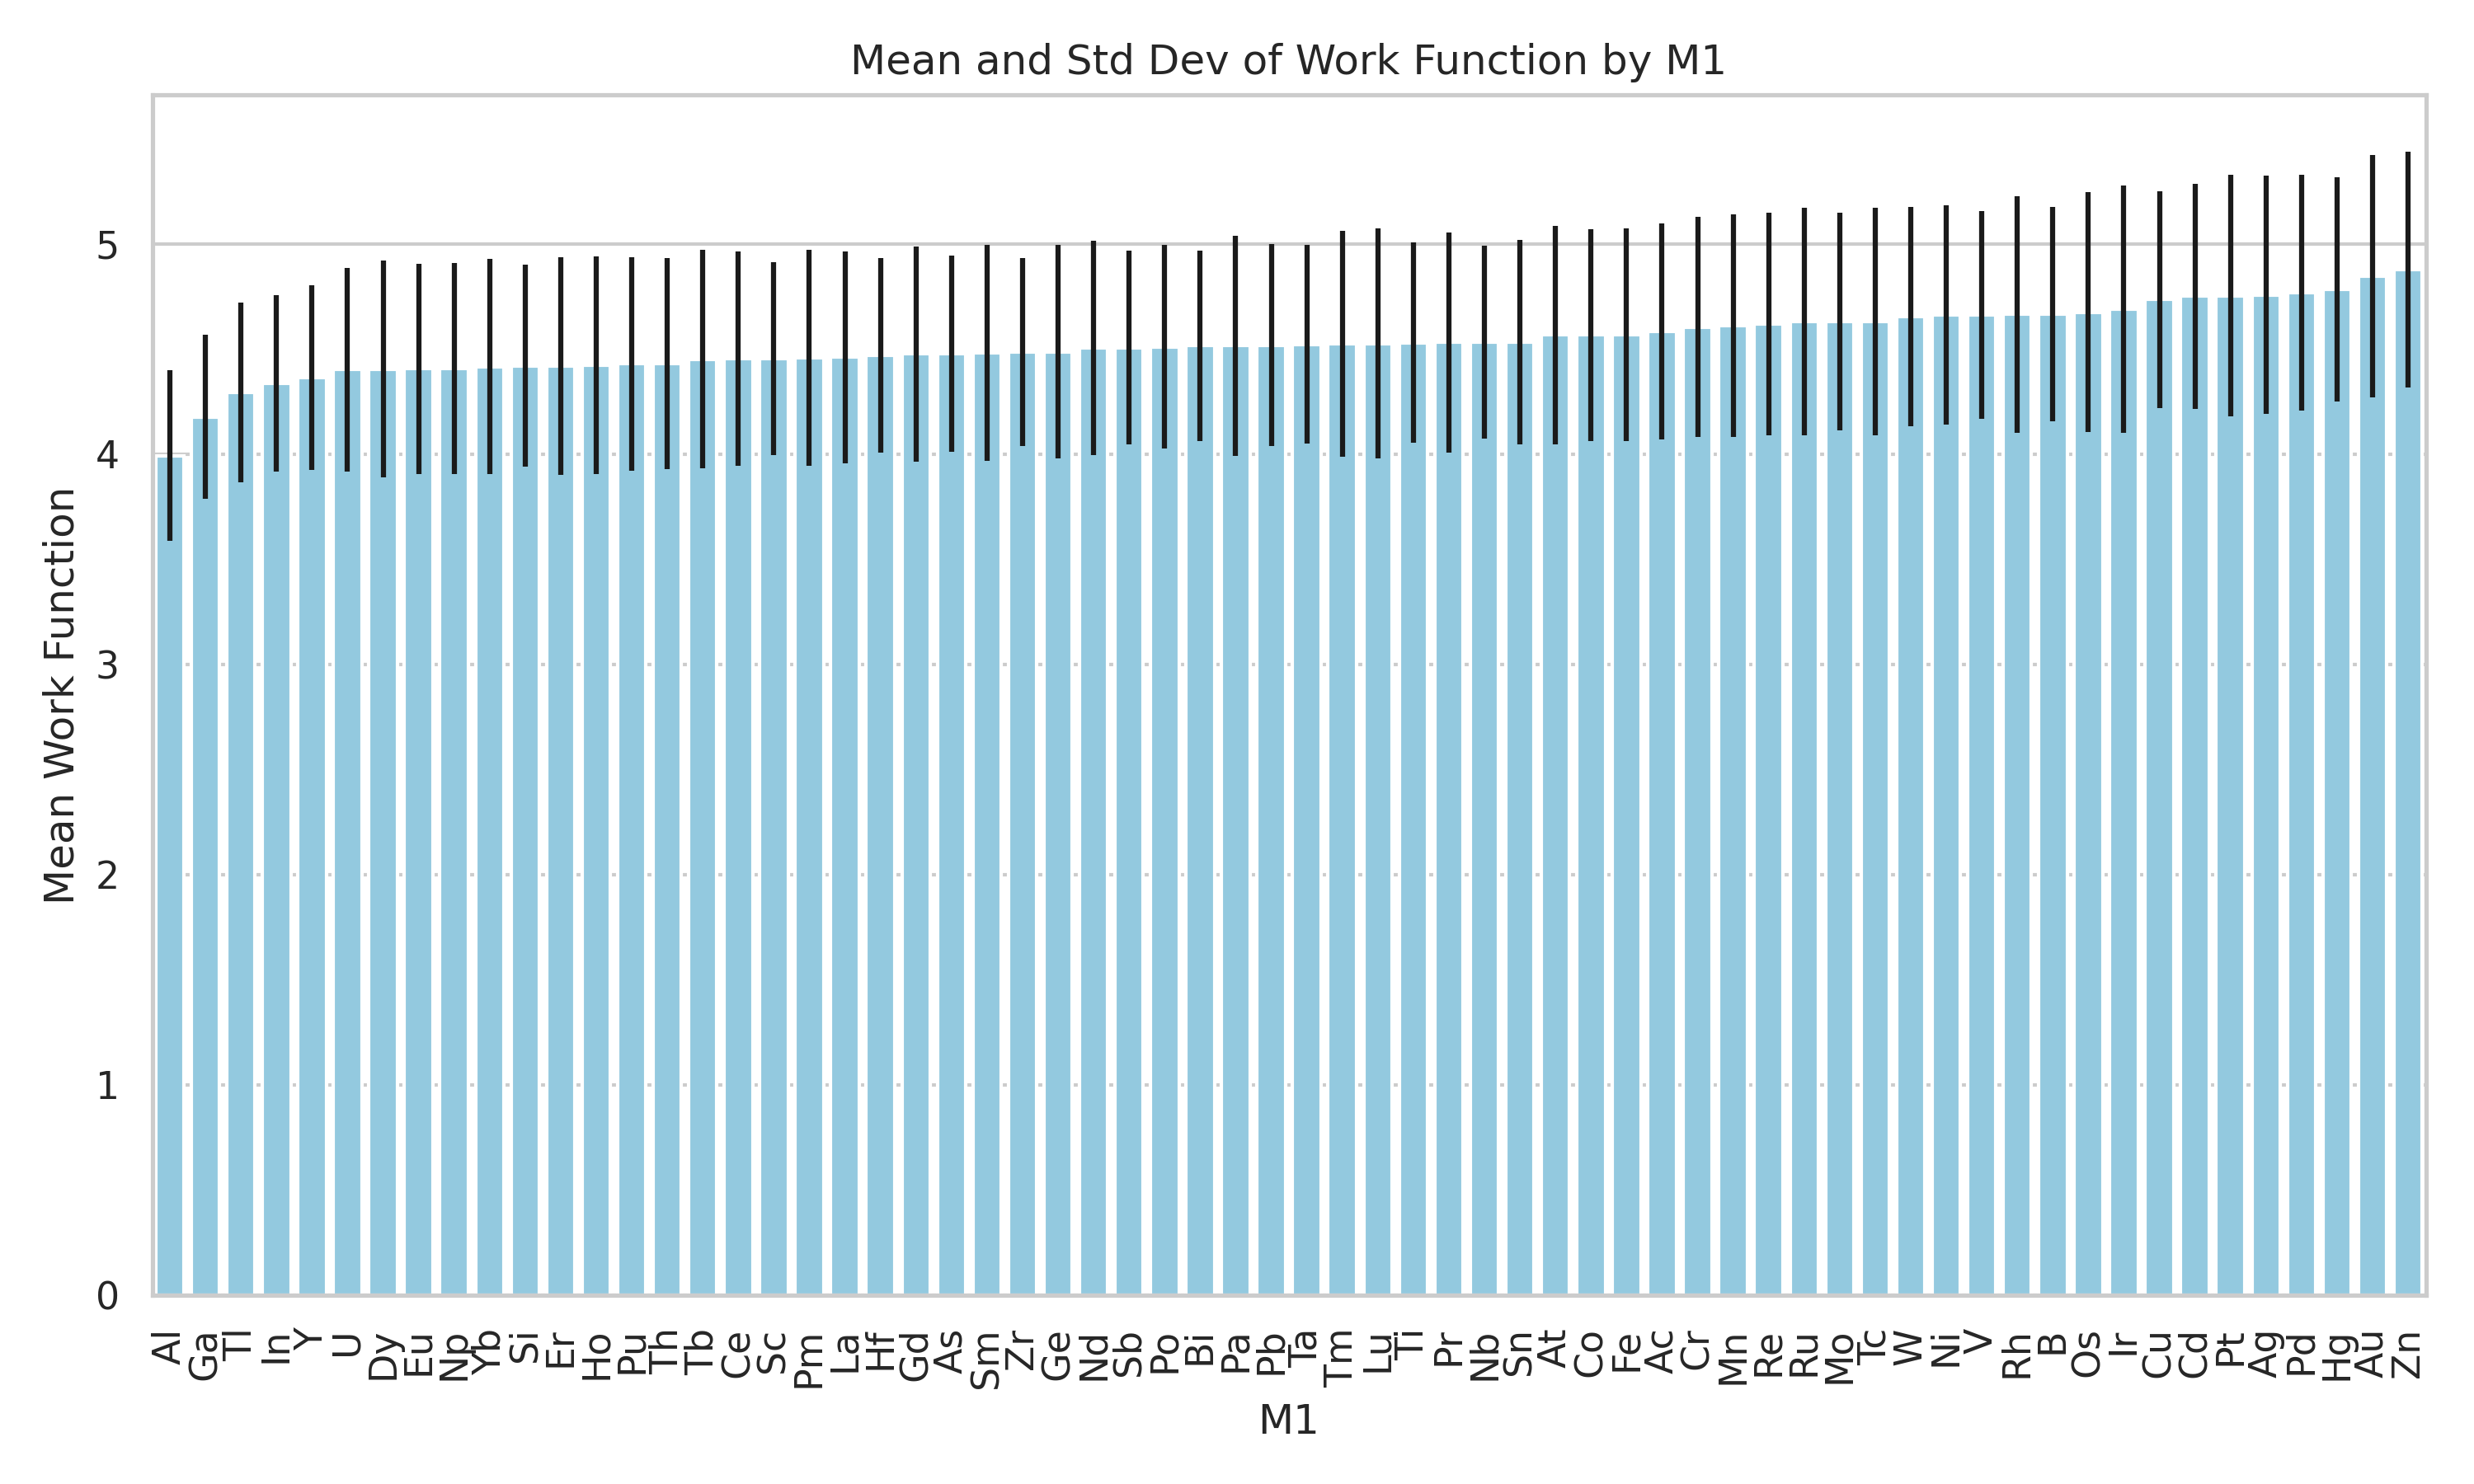 Mean and Std Dev of Work Function by M1
Mean Work Function
5
4
3
2
1
0
Al Ga Tl In Y U Dy Eu Np Yb Si Er Ho Pu Th Tb Ce Sc Pm La Hf Gd As Sm Zr Ge Nd Sb Po Bi Pa Pb Ta Tm Lu Ti Pr Nb Sn At Co Fe Ac Cr Mn Re Ru Mo Tc W Ni V Rh B Os Ir Cu Cd Pt Ag Pd Hg Au Zn
M1